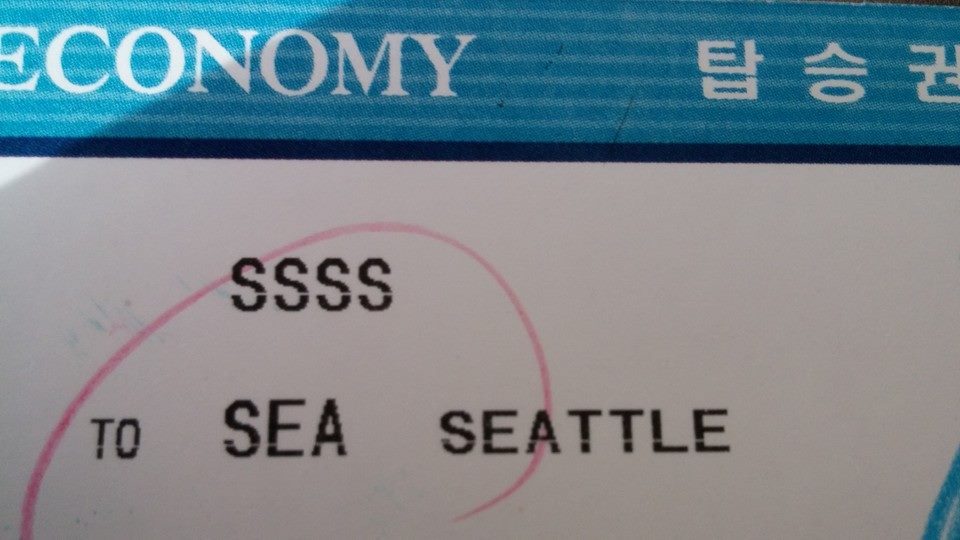 ECONOMY 탑승권
SSSS
TO SEA SEATTLE